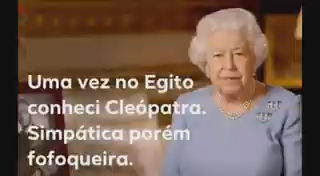 Uma vez no Egito
conheci Cleópatra.
Simpática porém
fofoqueira.